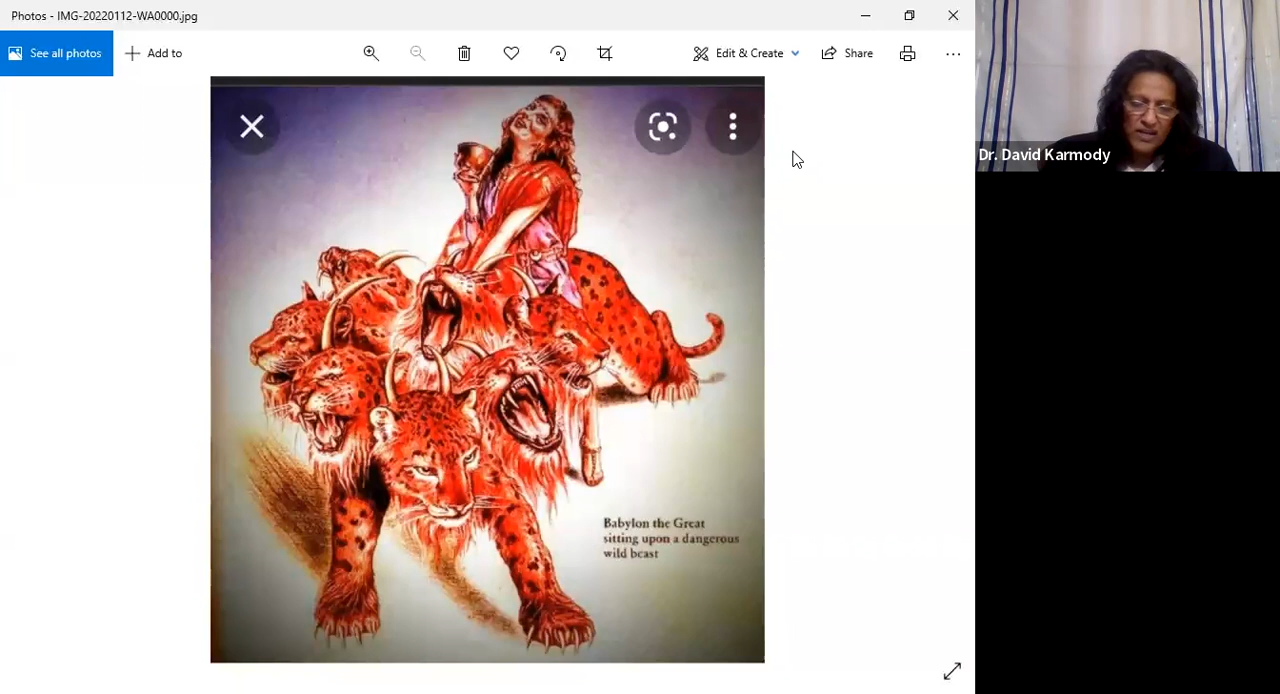 Photos - IMG-20220112-WA0000.jpg
See all photos
Add to
Edit & Create
Share
Dr. David Karmody
Babylon the Great
sitting upon a dangerous
wild beast